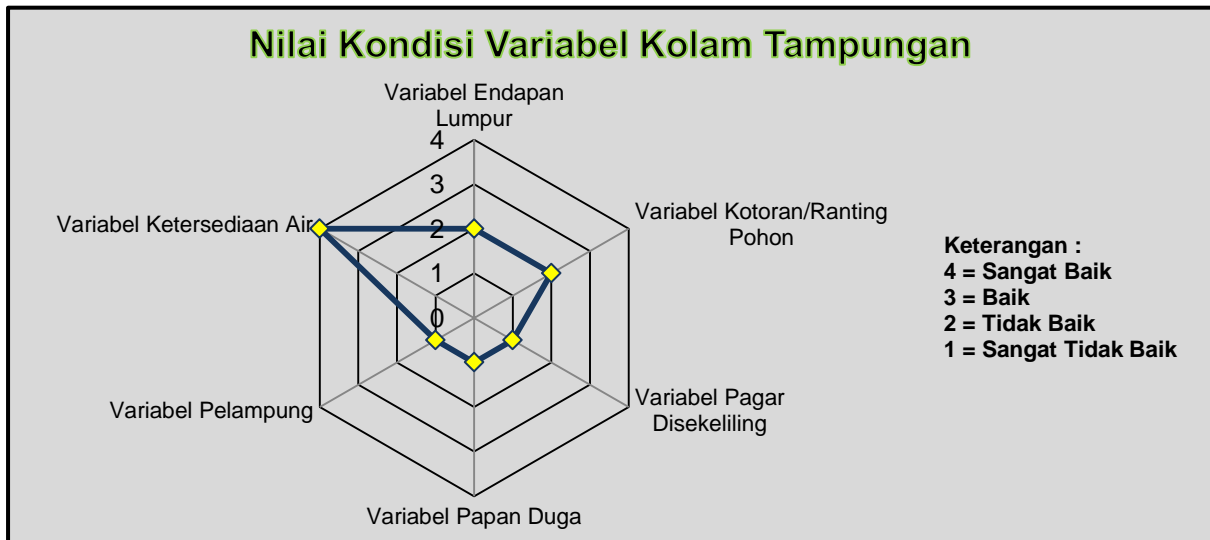 Nilai Kondisi Variabel Kolam Tampungan
Variabel Endapan
Lumpur
4
3
2
1
0
Variabel Kotoran/Ranting
Pohon
Variabel Pagar
Disekeliling
Variabel Papan Duga
Variabel Pelampung
Variabel Ketersediaan Air
Keterangan :
4 = Sangat Baik
3 = Baik
2 = Tidak Baik
1 = Sangat Tidak Baik